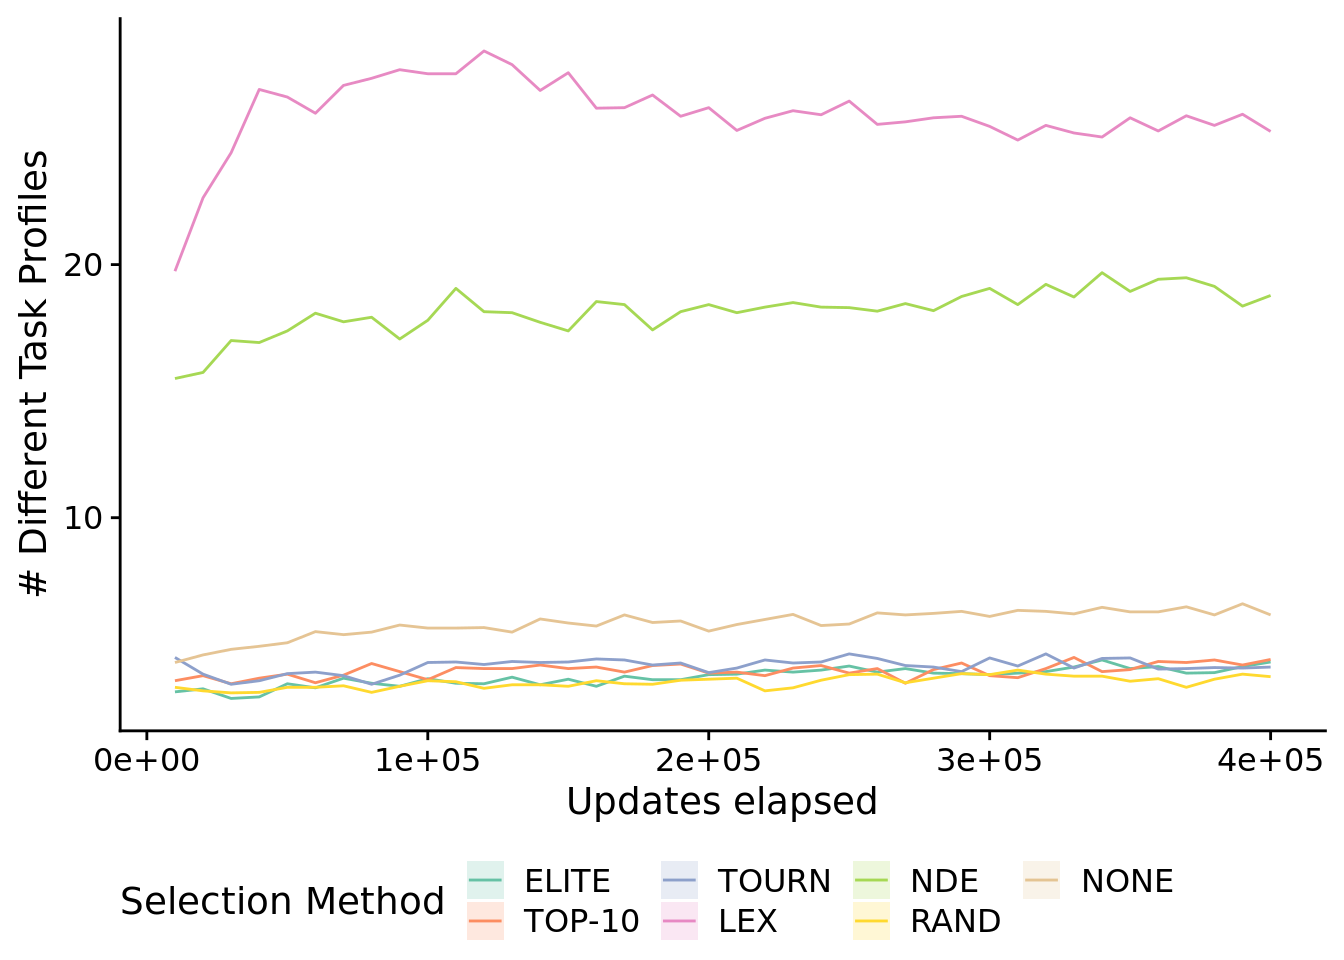 # Different Task Profiles
20
10
0e+00 1e+05 2e+05 3e+05 4e+05
Updates elapsed
Selection Method
ELITE TOURN NDE NONE
TOP-10 LEX RAND